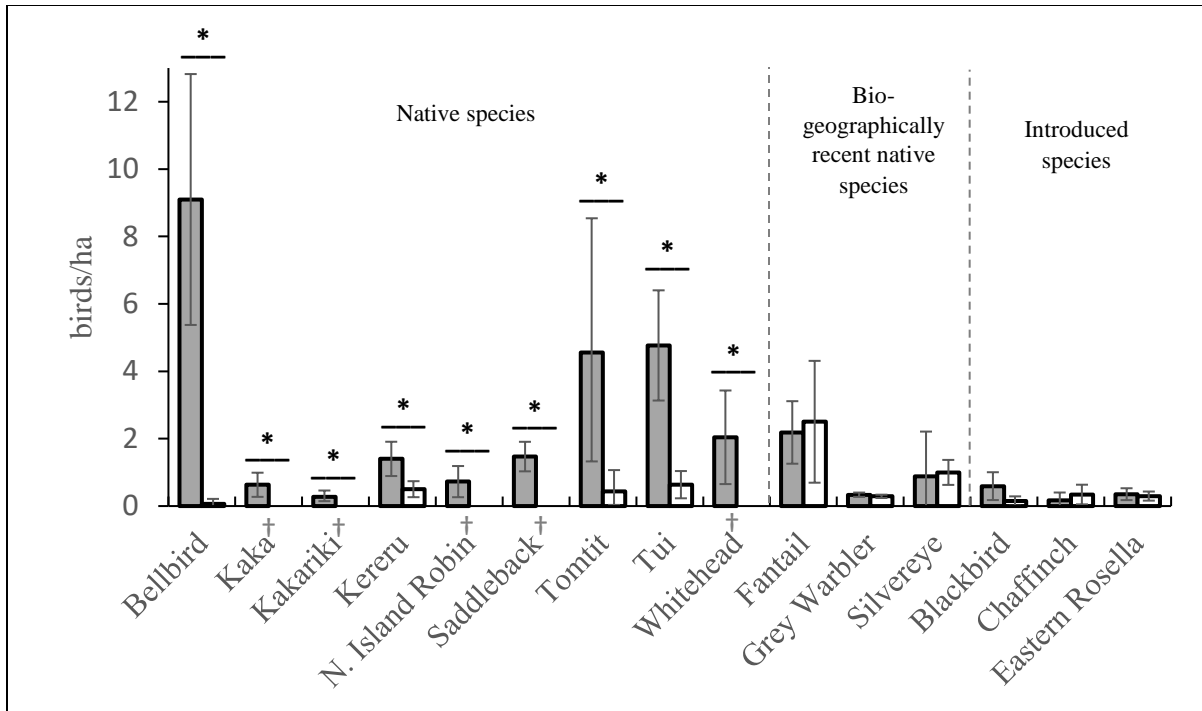 *
*
*
*
*
*
*
*
*
Native species
Bio-
geographically
recent native
species
Introduced
species
birds/ha
12
10
8
6
4
2
0
Bellbird
Kaka†
Kakariki†
Kereru
N. Island Robin†
Saddleback†
Tomtit
Tui
Whitehead†
Fantail
Grey Warbler
Silvereye
Blackbird
Chaffinch
Eastern Rosella